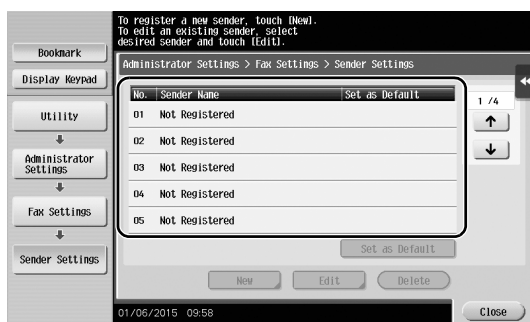 To register a new sender, touch [New].
To edit an existing sender, select
desired sender and touch [Edit].
Bookmark
Display Keypad
Utility
Administrator
Settings
Fax Settings
Sender Settings
Administrator Settings > Fax Settings > Sender Settings
No. Sender Name Set as Default
01 Not Registered
02 Not Registered
03 Not Registered
04 Not Registered
05 Not Registered
1 /4
Set as Default
New Edit Delete
01/06/2015 09:58
Close